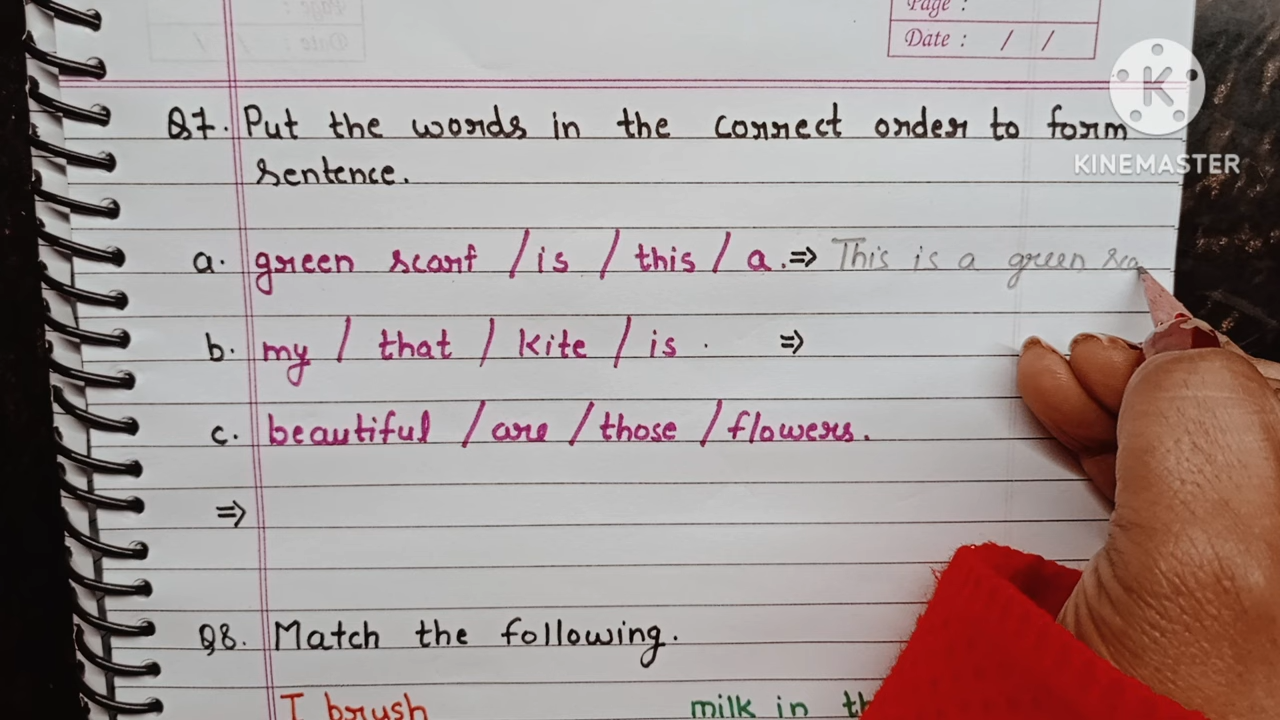 Page :
Date : / /
K
KINEMASTER
Q7. Put the words in the correct order to form
sentence.
a. green scarf / is / this / a. ⇒ This is a green sca
b. my / that / kite / is . ⇒
c. beautiful / are / those / flowers.
⇒
Q8. Match the following.
I brush milk in